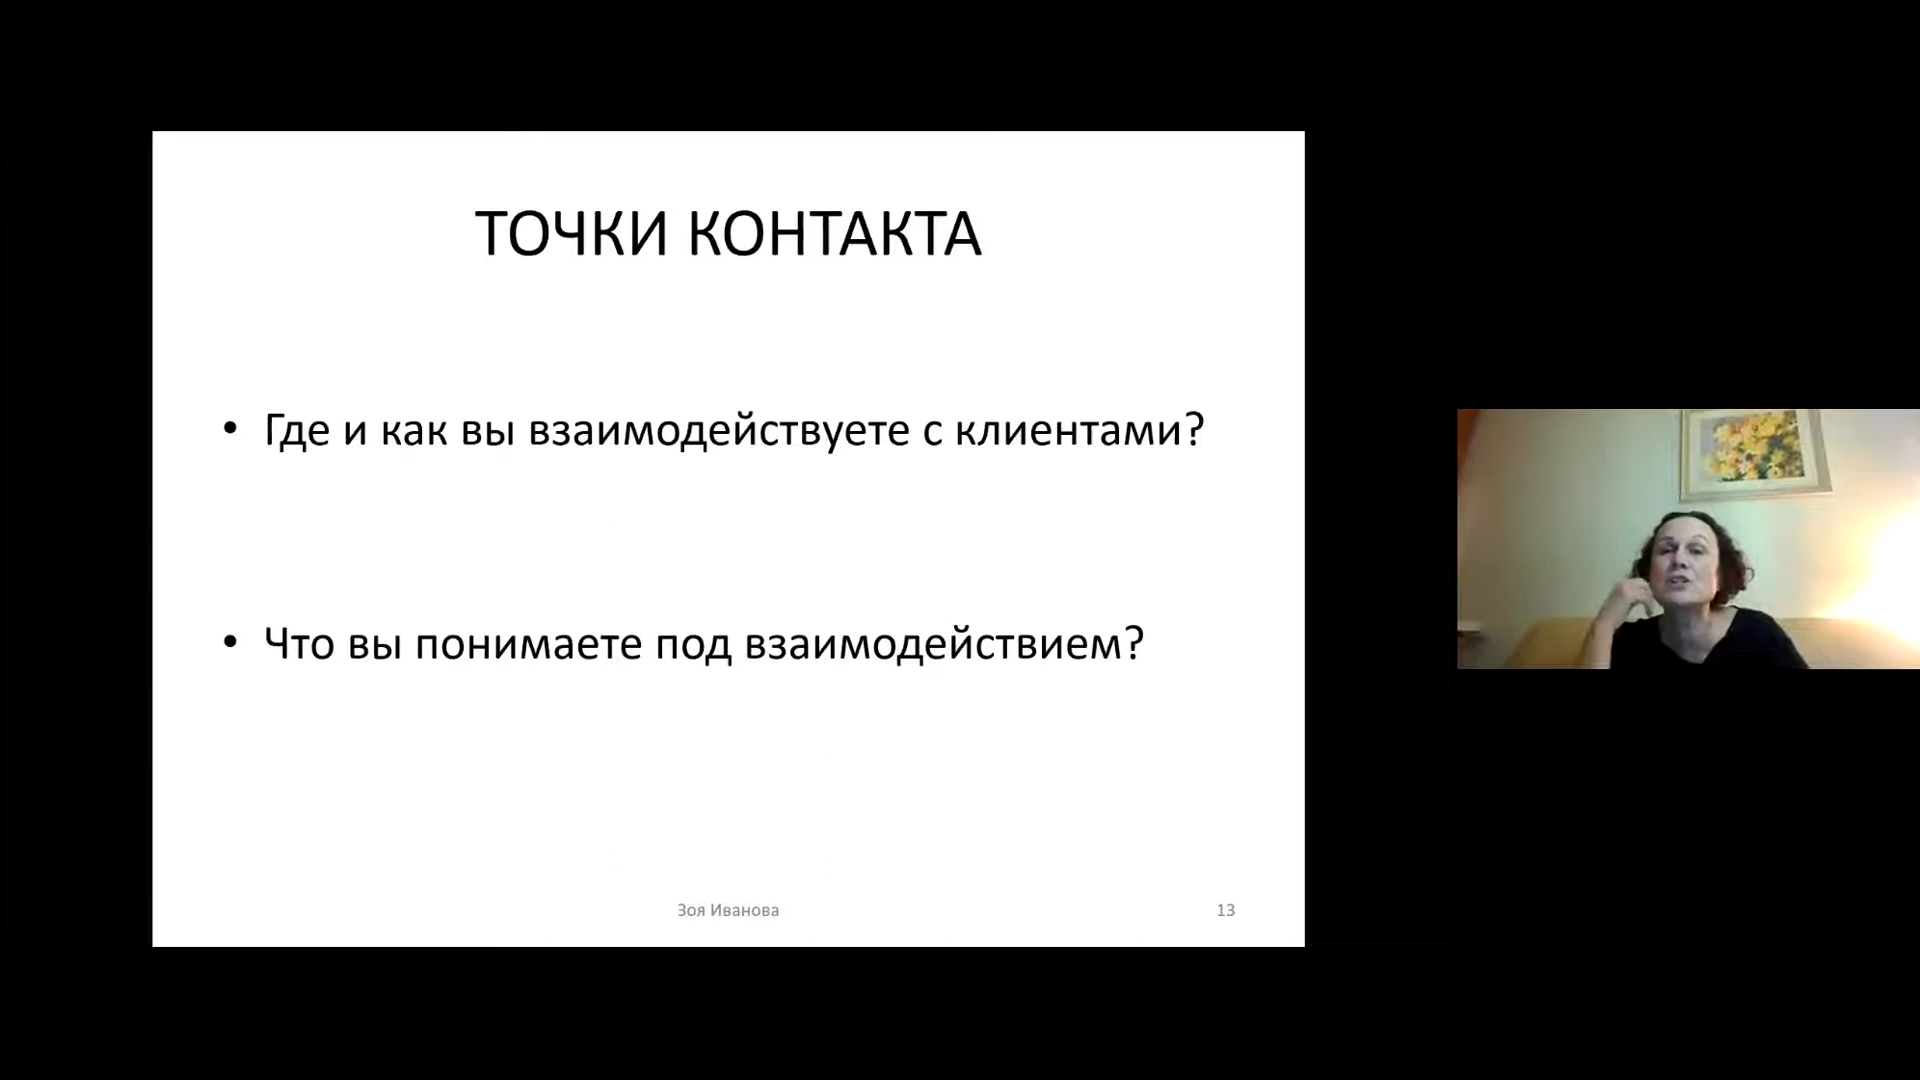 ТОЧКИ КОНТАКТА
• Где и как вы взаимодействуете с клиентами?
• Что вы понимаете под взаимодействием?
Зоя Иванова
13